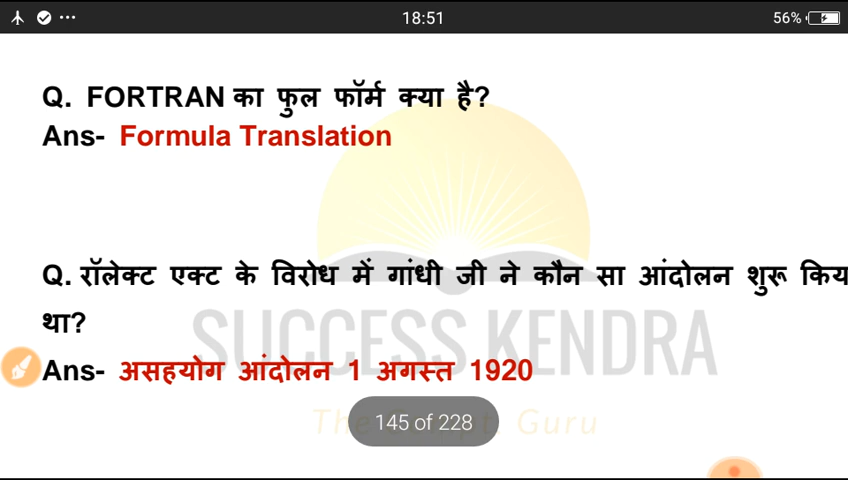 18:51
56%
Q. FORTRAN का फुल फॉर्म क्या है?
Ans- Formula Translation
Q. रॉलेक्ट एक्ट के विरोध में गांधी जी ने कौन सा आंदोलन शुरू किय
था?
SUCCESS KENDRA
Ans- असहयोग आंदोलन 1 अगस्त 1920
145 of 228
Guru